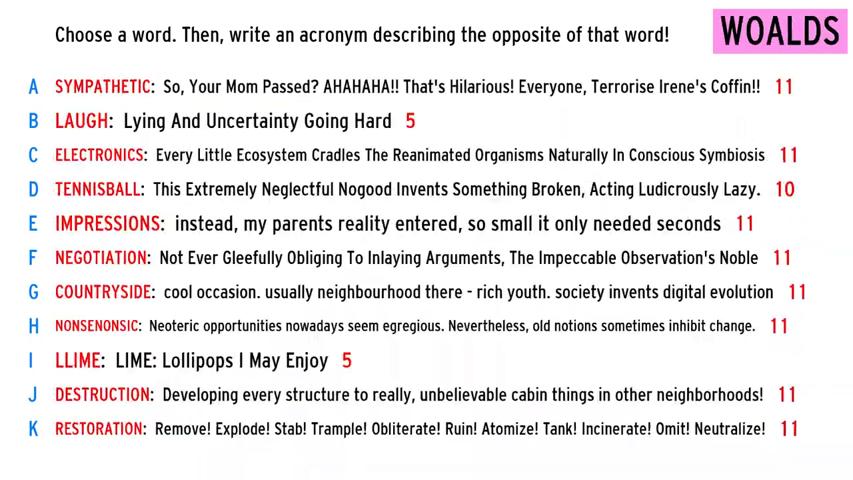 Choose a word. Then, write an acronym describing the opposite of that word!
WOALDS
A SYMPATHETIC: So, Your Mom Passed? AHAHAHA!! That's Hilarious! Everyone, Terrorise Irene's Coffin!! 11
B LAUGH: Lying And Uncertainty Going Hard 5
C ELECTRONICS: Every Little Ecosystem Cradles The Reanimated Organisms Naturally In Conscious Symbiosis 11
D TENNISBALL: This Extremely Neglectful Nogood Invents Something Broken, Acting Ludicrously Lazy. 10
E IMPRESSIONS: instead, my parents reality entered, so small it only needed seconds 11
F NEGOTIATION: Not Ever Gleefully Obliging To Inlaying Arguments, The Impeccable Observation's Noble 11
G COUNTRYSIDE: cool occasion. usually neighbourhood there - rich youth. society invents digital evolution 11
H NONSENONSIC: Neoteric opportunities nowadays seem egregious. Nevertheless, old notions sometimes inhibit change. 11
I LLIME: LIME: Lollipops I May Enjoy 5
J DESTRUCTION: Developing every structure to really, unbelievable cabin things in other neighborhoods! 11
K RESTORATION: Remove! Explode! Stab! Trample! Obliterate! Ruin! Atomize! Tank! Incinerate! Omit! Neutralize! 11